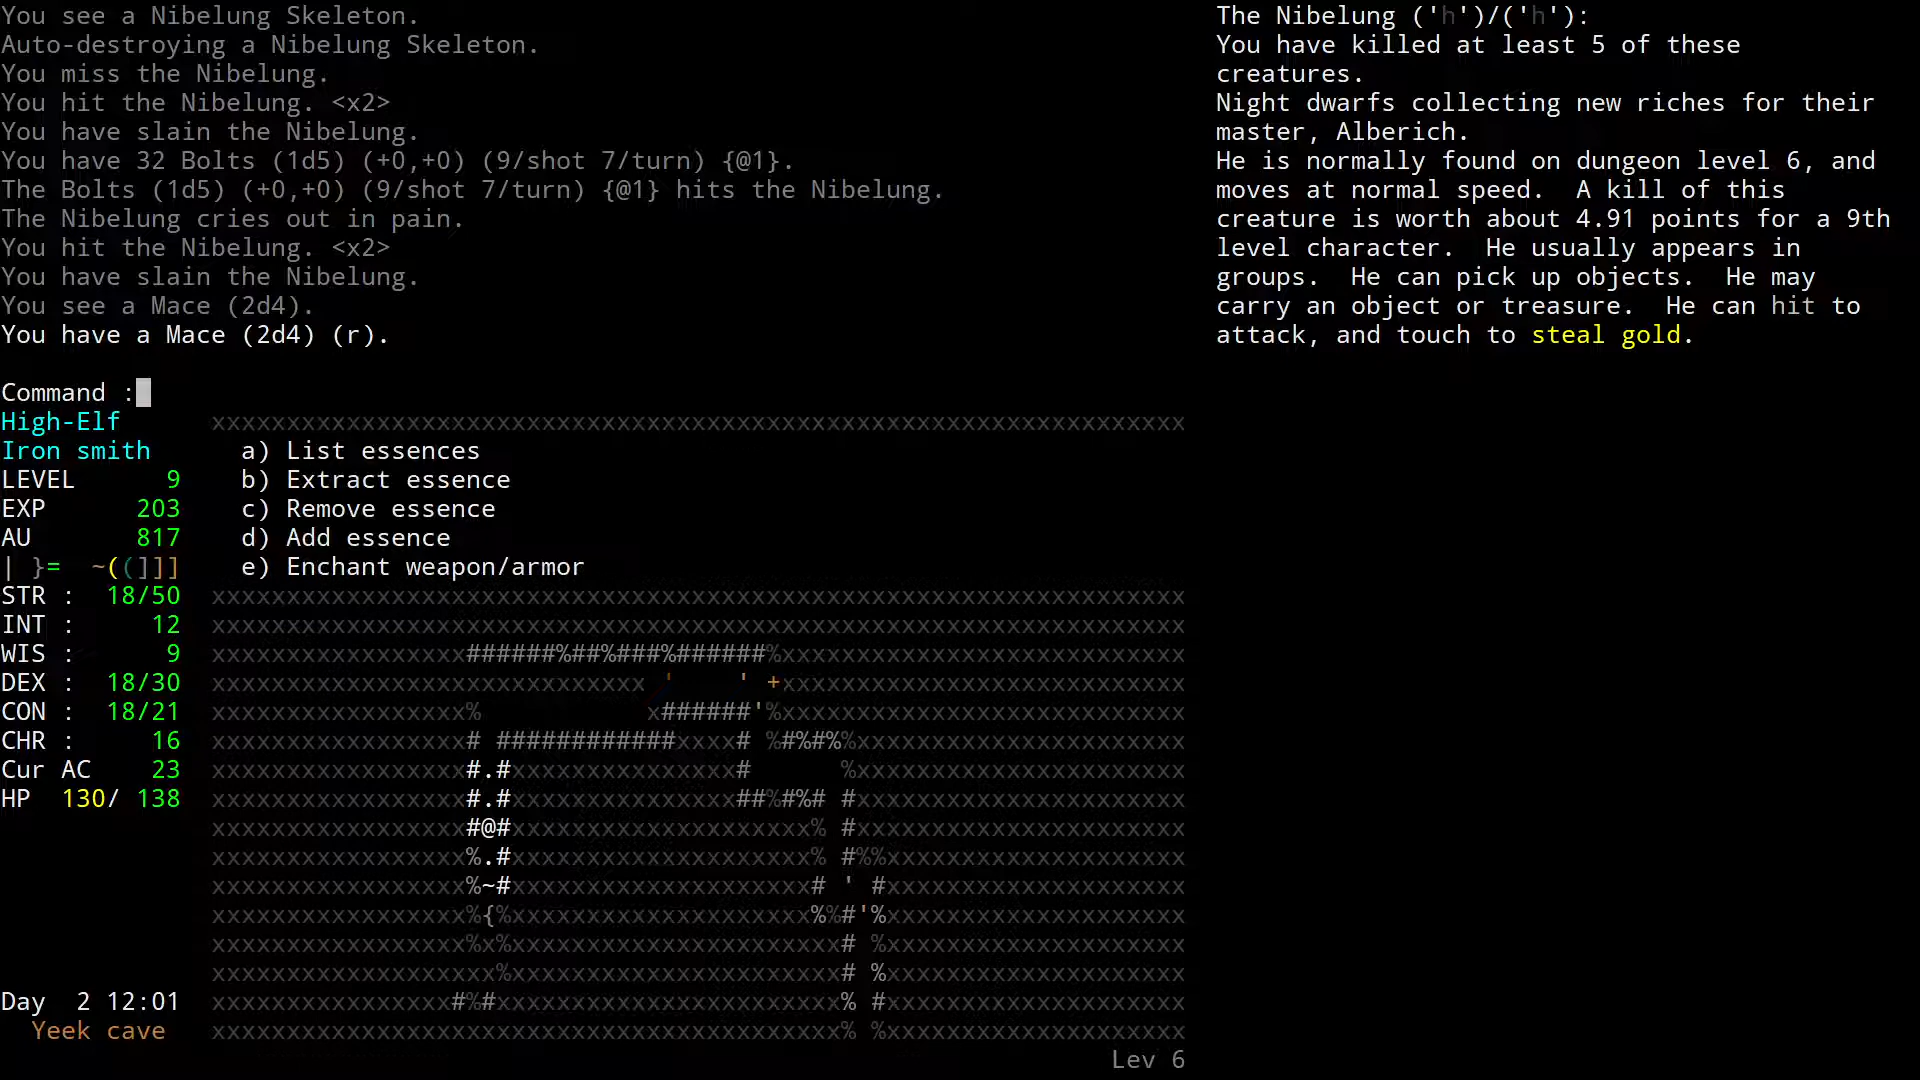 You see a Nibelung Skeleton.
Auto-destroying a Nibelung Skeleton.
You miss the Nibelung.
You hit the Nibelung. <x2>
You have slain the Nibelung.
You have 32 Bolts (1d5) (+0,+0) (9/shot 7/turn) {@1}.
The Bolts (1d5) (+0,+0) (9/shot 7/turn) {@1} hits the Nibelung.
The Nibelung cries out in pain.
You hit the Nibelung. <x2>
You have slain the Nibelung.
You see a Mace (2d4).
You have a Mace (2d4) (r).
Command :
The Nibelung ('h')/('h'):
You have killed at least 5 of these
creatures.
Night dwarfs collecting new riches for their
master, Alberich.
He is normally found on dungeon level 6, and
moves at normal speed. A kill of this
creature is worth about 4.91 points for a 9th
level character. He usually appears in
groups. He can pick up objects. He may
carry an object or treasure. He can hit to
attack, and touch to steal gold.
High-Elf
Iron smith
LEVEL 9
EXP 203
AU 817
| }= ~((]]]
STR : 18/50
INT : 12
WIS : 9
DEX : 18/30
CON : 18/21
CHR : 16
Cur AC 23
HP 130/ 138
Day 2 12:01
Yeek cave
a) List essences
b) Extract essence
c) Remove essence
d) Add essence
e) Enchant weapon/armor
Lev 6